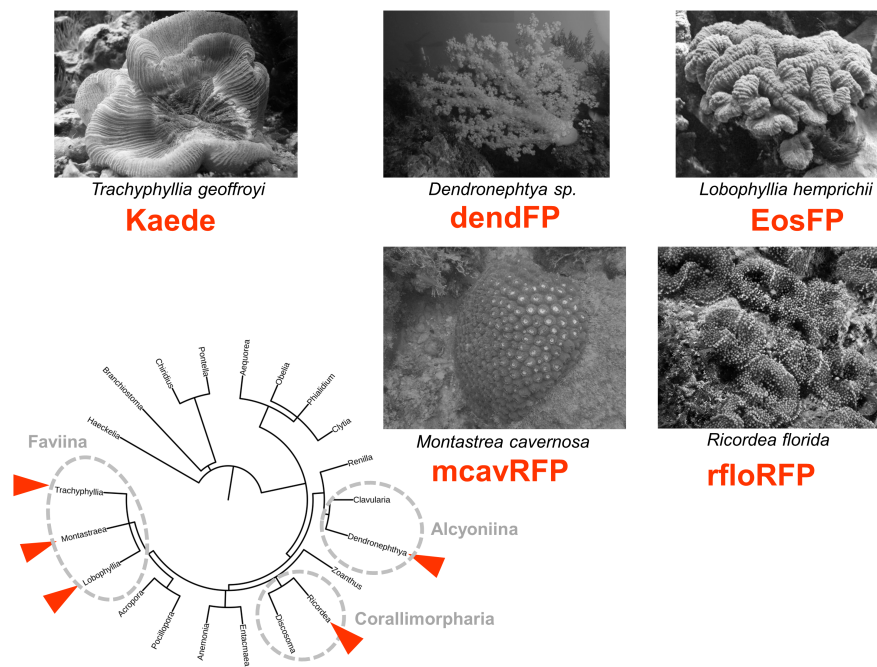 Trachyphyllia geoffroyi
Kaede
Dendronephtya sp.
dendFP
Lobophyllia hemprichii
EosFP
Montastrea cavernosa
mcavRFP
Ricordea florida
rfloRFP
Faviina
Haeckelia
Branchiostoma
Chiridius
Pontella
Aequorea
Obelia
Phialidium
Clytia
Renilla
Clavularia
Dendronephthya
Alcyoniina
Zoanthus
Ricordea
Discosoma
Corallimorpharia
Entacmaea
Anemonia
Pocillopora
Acropora
Lobophyllia
Montastraea
Trachyphyllia